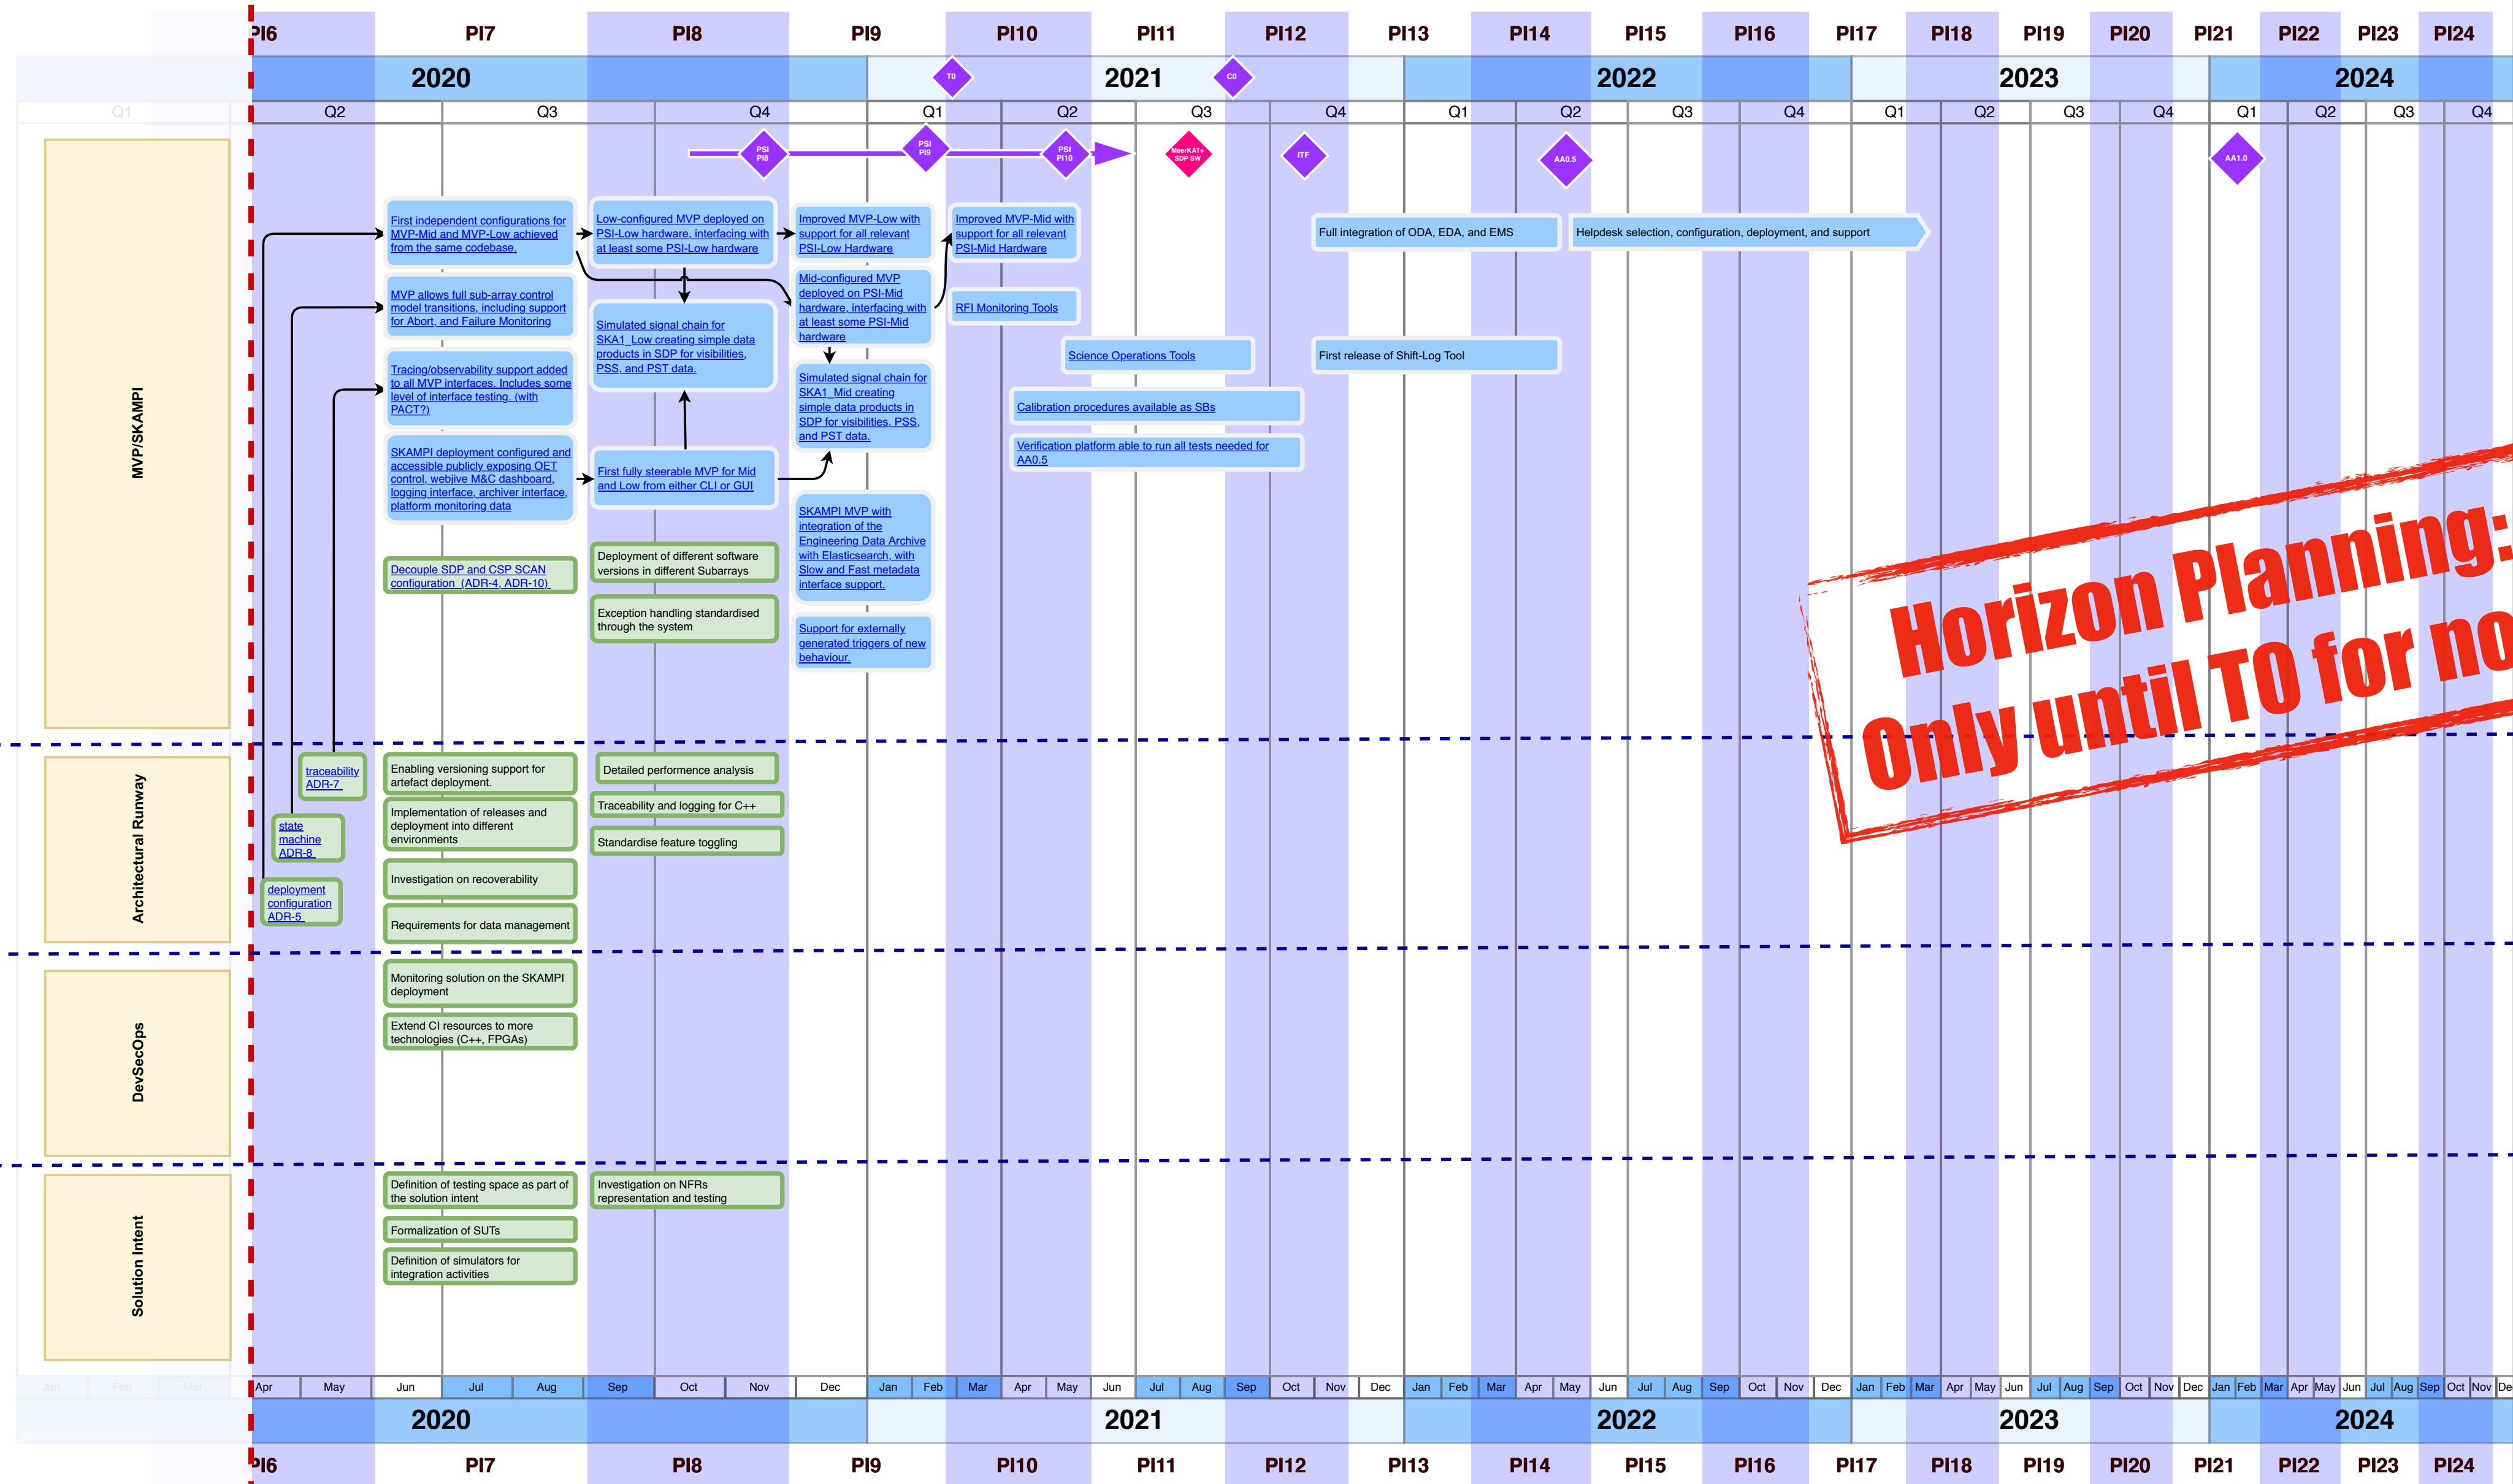 PI6 PI7 PI8 PI9 PI10 PI11 PI12 PI13 PI14 PI15 PI16 PI17 PI18 PI19 PI20 PI21 PI22 PI23 PI24
2020 T0 2021 C0 2022 2023 2024
Q1 Q2 Q3 Q4 Q1 Q2 Q3 Q4 Q1 Q2 Q3 Q4 Q1 Q2 Q3 Q4 Q1 Q2 Q3 Q4
PSI
PI8
PSI
PI9
PSI
PI10
MeerKAT+
SDP SW
ITF
AA0.5
AA1.0
MVP/SKAMPI
First independent configurations for
MVP-Mid and MVP-Low achieved
from the same codebase.
MVP allows full sub-array control
model transitions, including support
for Abort, and Failure Monitoring
Tracing/observability support added
to all MVP interfaces. Includes some
level of interface testing. (with
PACT?)
SKAMPI deployment configured and
accessible publicly exposing OET
control, webjive M&C dashboard,
logging interface, archiver interface,
platform monitoring data
Decouple SDP and CSP SCAN
configuration (ADR-4, ADR-10)
Low-configured MVP deployed on
PSI-Low hardware, interfacing with
at least some PSI-Low hardware
Simulated signal chain for
SKA1_Low creating simple data
products in SDP for visibilities,
PSS, and PST data.
First fully steerable MVP for Mid
and Low from either CLI or GUI
Deployment of different software
versions in different Subarrays
Exception handling standardised
through the system
Improved MVP-Low with
support for all relevant
PSI-Low Hardware
Mid-configured MVP
deployed on PSI-Mid
hardware, interfacing with
at least some PSI-Mid
hardware
Simulated signal chain for
SKA1_Mid creating
simple data products in
SDP for visibilities, PSS,
and PST data.
SKAMPI MVP with
integration of the
Engineering Data Archive
with Elasticsearch, with
Slow and Fast metadata
interface support.
Support for externally
generated triggers of new
behaviour.
Improved MVP-Mid with
support for all relevant
PSI-Mid Hardware
RFI Monitoring Tools
Science Operations Tools
Calibration procedures available as SBs
Verification platform able to run all tests needed for
AA0.5
Full integration of ODA, EDA, and EMS
First release of Shift-Log Tool
Helpdesk selection, configuration, deployment, and support
Horizon Planning:
Only until T0 for no
Architectural Runway
traceability
ADR-7
state
machine
ADR-8
deployment
configuration
ADR-5
Enabling versioning support for
artefact deployment.
Implementation of releases and
deployment into different
environments
Investigation on recoverability
Requirements for data management
Detailed performence analysis
Traceability and logging for C++
Standardise feature toggling
DevSecOps
Monitoring solution on the SKAMPI
deployment
Extend CI resources to more
technologies (C++, FPGAs)
Solution Intent
Definition of testing space as part of
the solution intent
Formalization of SUTs
Definition of simulators for
integration activities
Investigation on NFRs
representation and testing
Jan Feb Mar Apr May Jun Jul Aug Sep Oct Nov Dec Jan Feb Mar Apr May Jun Jul Aug Sep Oct Nov Dec Jan Feb Mar Apr May Jun Jul Aug Sep Oct Nov Dec Jan Feb Mar Apr May Jun Jul Aug Sep Oct Nov Dec Jan Feb Mar Apr May Jun Jul Aug Sep Oct Nov De
2020 2021 2022 2023 2024
PI6 PI7 PI8 PI9 PI10 PI11 PI12 PI13 PI14 PI15 PI16 PI17 PI18 PI19 PI20 PI21 PI22 PI23 PI24